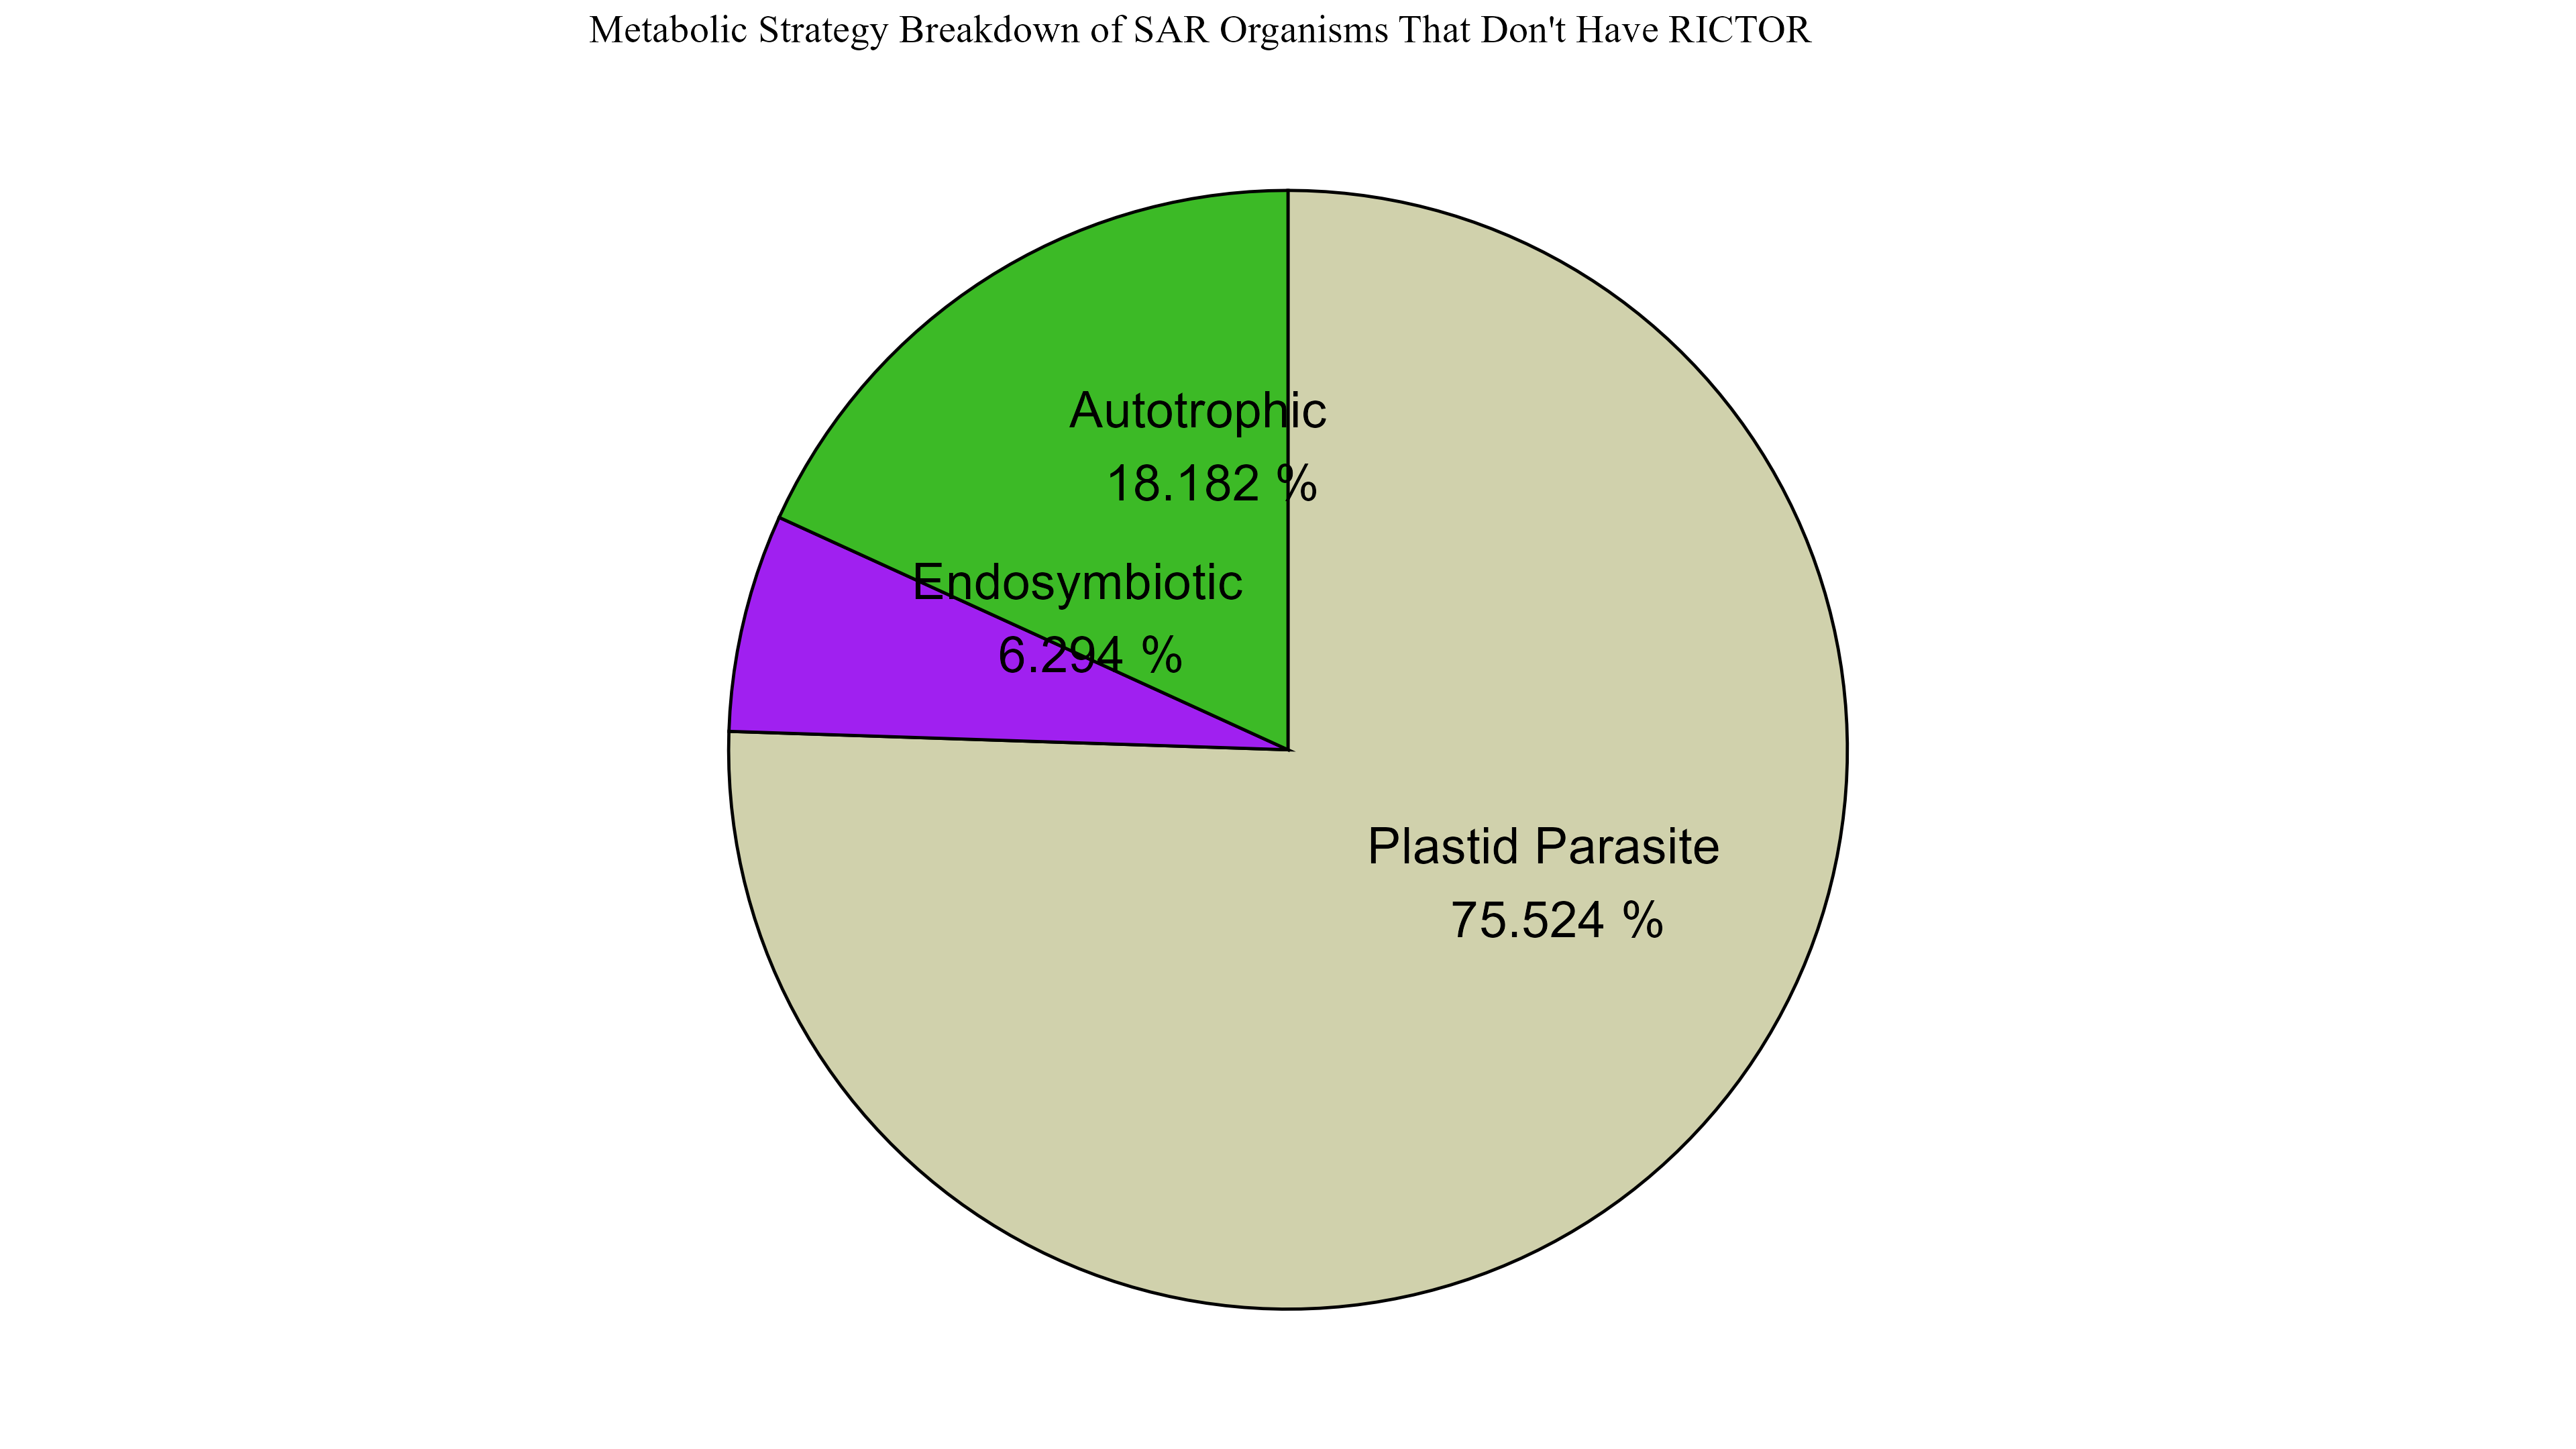 Metabolic Strategy Breakdown of SAR Organisms That Don't Have RICTOR
Autotrophic
18.182 %
Endosymbiotic
6.294 %
Plastid Parasite
75.524 %